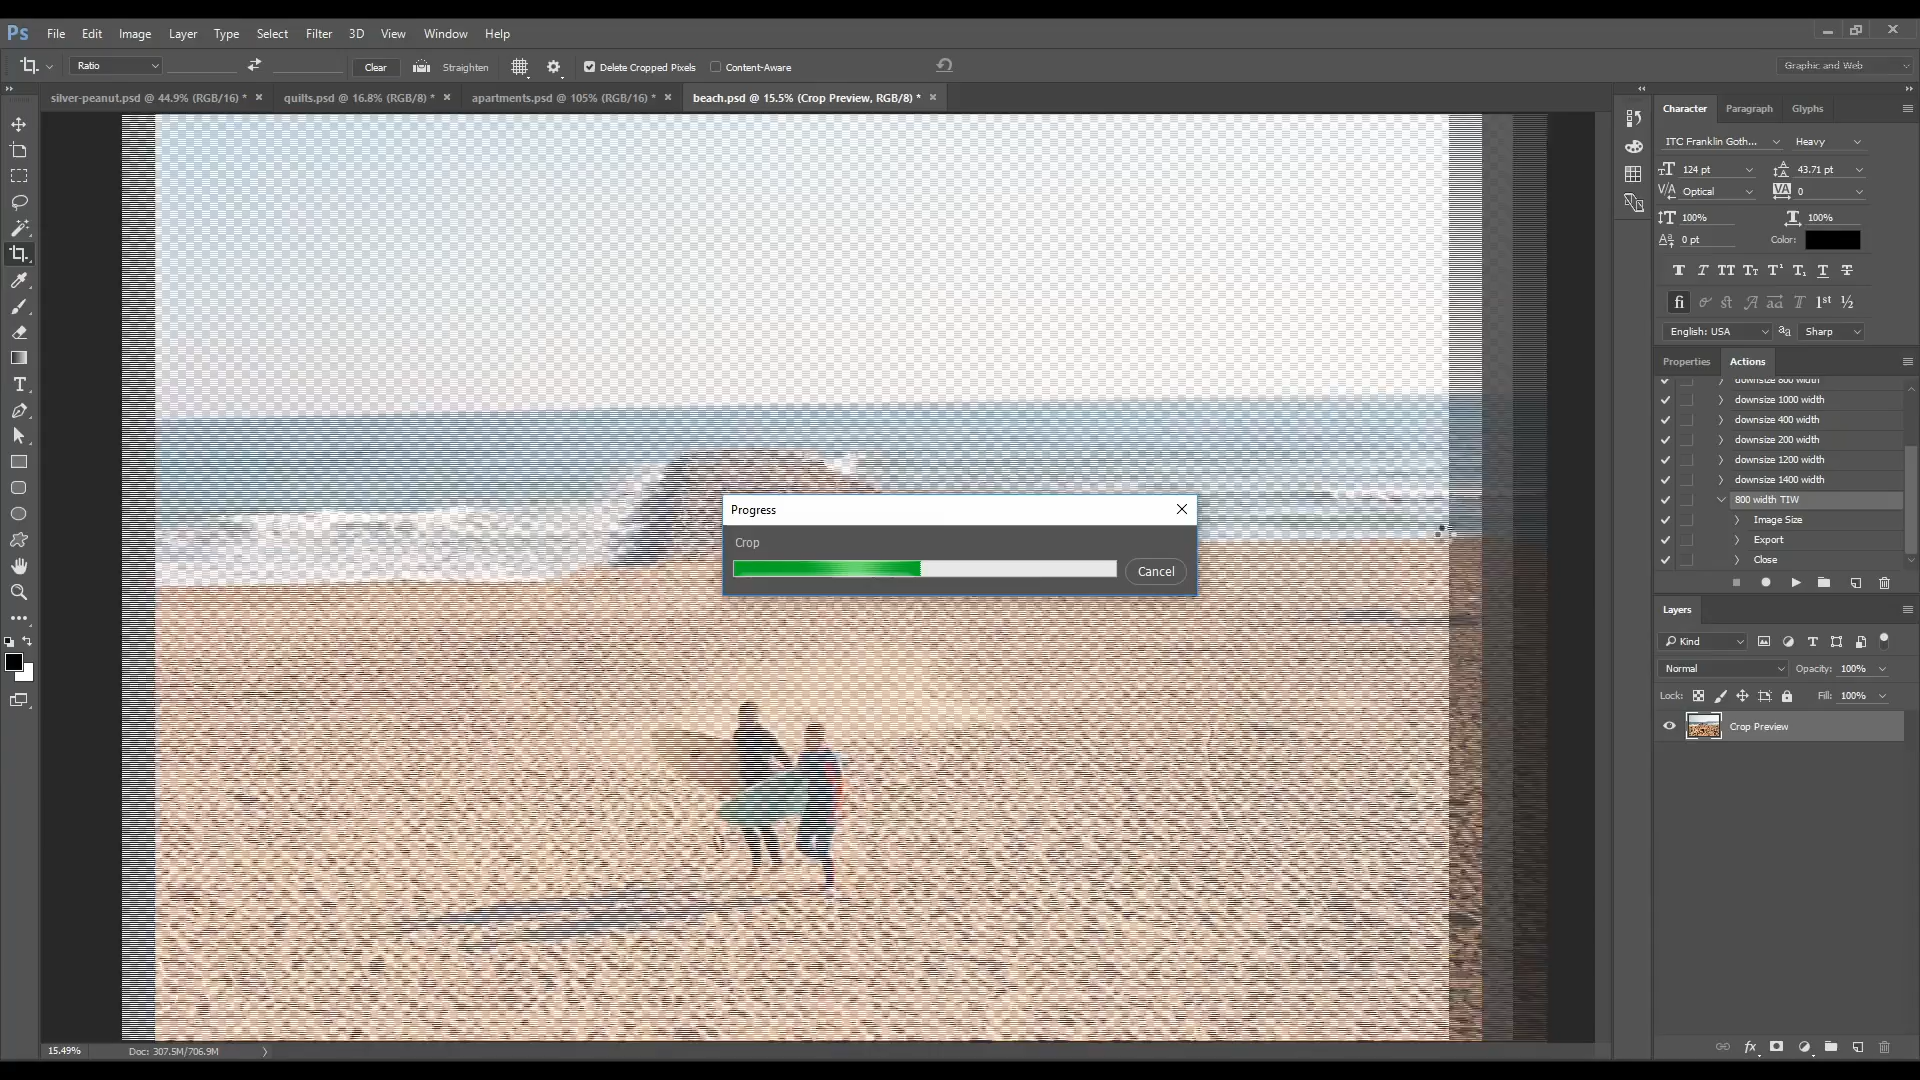 Ps File Edit Image Layer Type Select Filter 3D View Window Help
Ratio Clear Straighten Delete Cropped Pixels Content-Aware Graphic and Web
silver-peanut.psd @ 44.9% (RGB/16) * quilts.psd @ 16.8% (RGB/8) * apartments.psd @ 105% (RGB/16) * beach.psd @ 15.5% (Crop Preview, RGB/8) *
Character Paragraph Glyphs
ITC Franklin Goth... Heavy
124 pt 43.71 pt
Optical 0
100% 100%
0 pt Color:
English: USA Sharp
Properties Actions
downsize 800 width
downsize 1000 width
downsize 400 width
downsize 200 width
downsize 1200 width
downsize 1400 width
800 width TIW
Image Size
Export
Close
Progress
Crop
Cancel
Layers
Kind
Normal Opacity: 100%
Lock: Fill: 100%
Crop Preview
15.49% Doc: 307.5M/706.9M